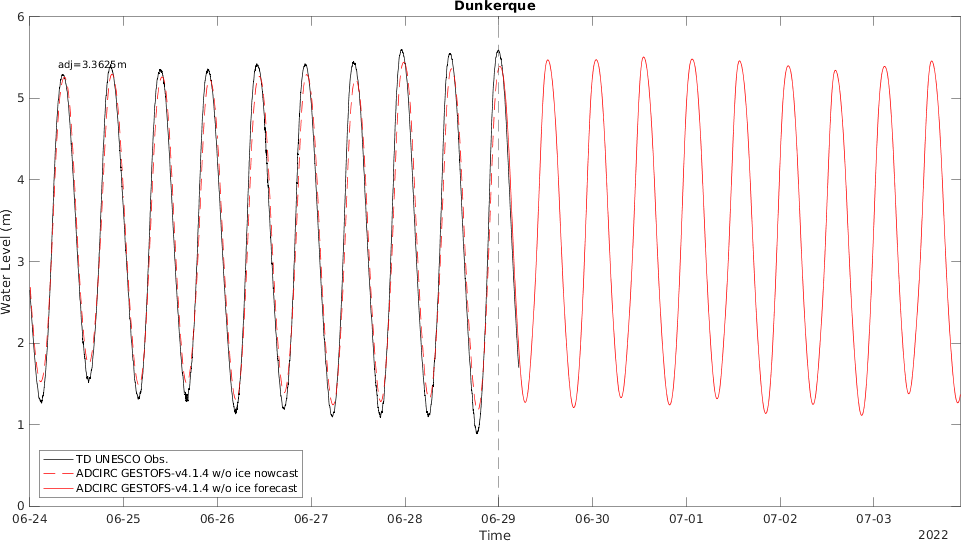 Dunkerque
6
adj=3.3625m
5
4
3
2
1
0
Water Level (m)
TD UNESCO Obs.
ADCIRC GESTOFS-v4.1.4 w/o ice nowcast
ADCIRC GESTOFS-v4.1.4 w/o ice forecast
06-24 06-25 06-26 06-27 06-28 06-29 06-30 07-01 07-02 07-03
Time
2022